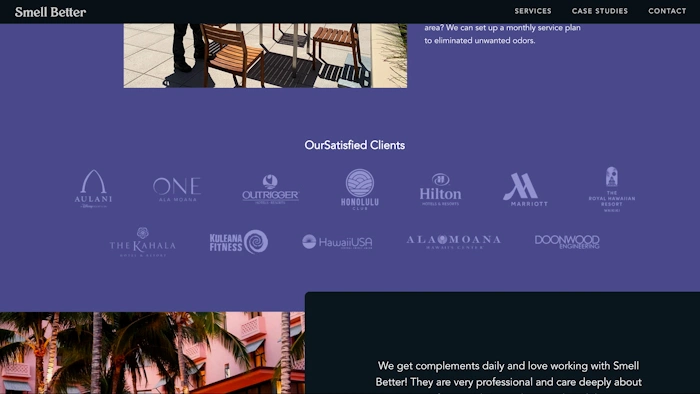 Smell Better
SERVICES CASE STUDIES CONTACT
area? We can set up a monthly service plan
to eliminated unwanted odors.
OurSatisfied Clients
AULANI
ONE
ALA MOANA
OUTRIGGER
HONOLULU
CLUB
Hilton
HOTELS & RESORTS
MARRIOTT
THE
ROYAL HAWAIIAN
RESORT
WAIKIKI
THE KAHALA
HOTEL & RESORT
KULEANA
FITNESS
HawaiiUSA
ALA MOANA
HAWAII'S CENTER
DOONWOOD
ENGINEERING
We get complements daily and love working with Smell
Better! They are very professional and care deeply about